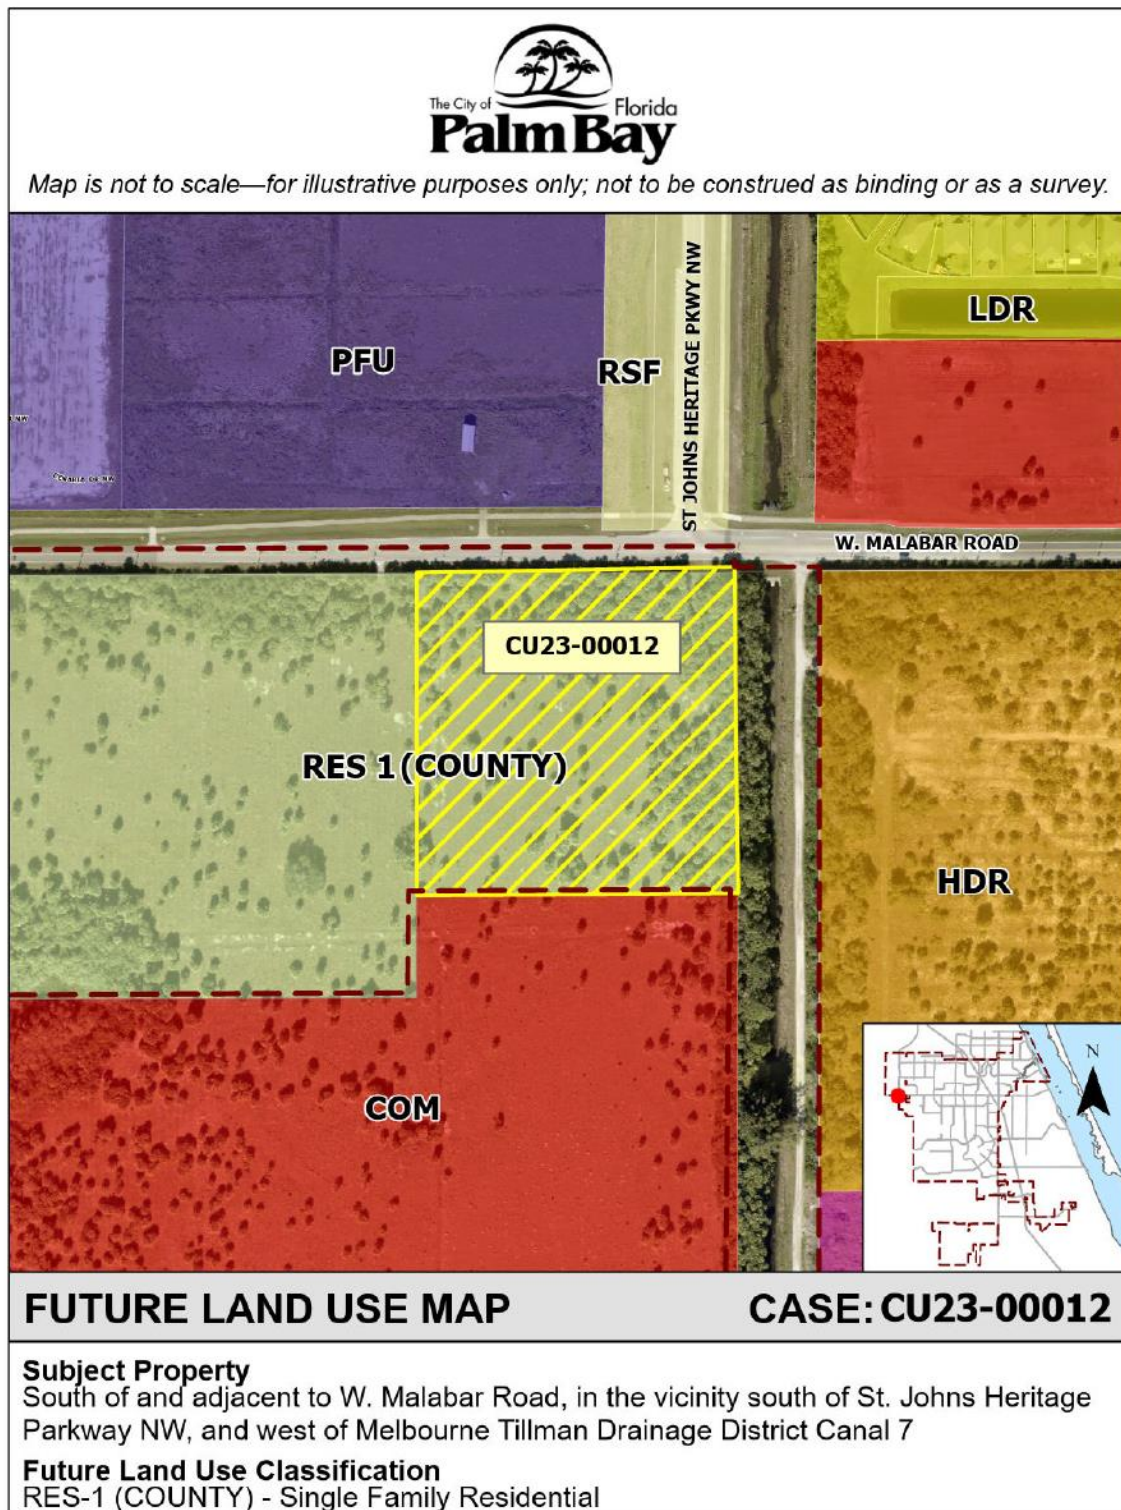 The City of Florida
Palm Bay
Map is not to scale—for illustrative purposes only; not to be construed as binding or as a survey.
LDR
PFU
RSF
ST JOHNS HERITAGE PKWY NW
W. MALABAR ROAD
CU23-00012
RES 1 (COUNTY)
HDR
COM
N
FUTURE LAND USE MAP CASE: CU23-00012
Subject Property
South of and adjacent to W. Malabar Road, in the vicinity south of St. Johns Heritage
Parkway NW, and west of Melbourne Tillman Drainage District Canal 7
Future Land Use Classification
RES-1 (COUNTY) - Single Family Residential